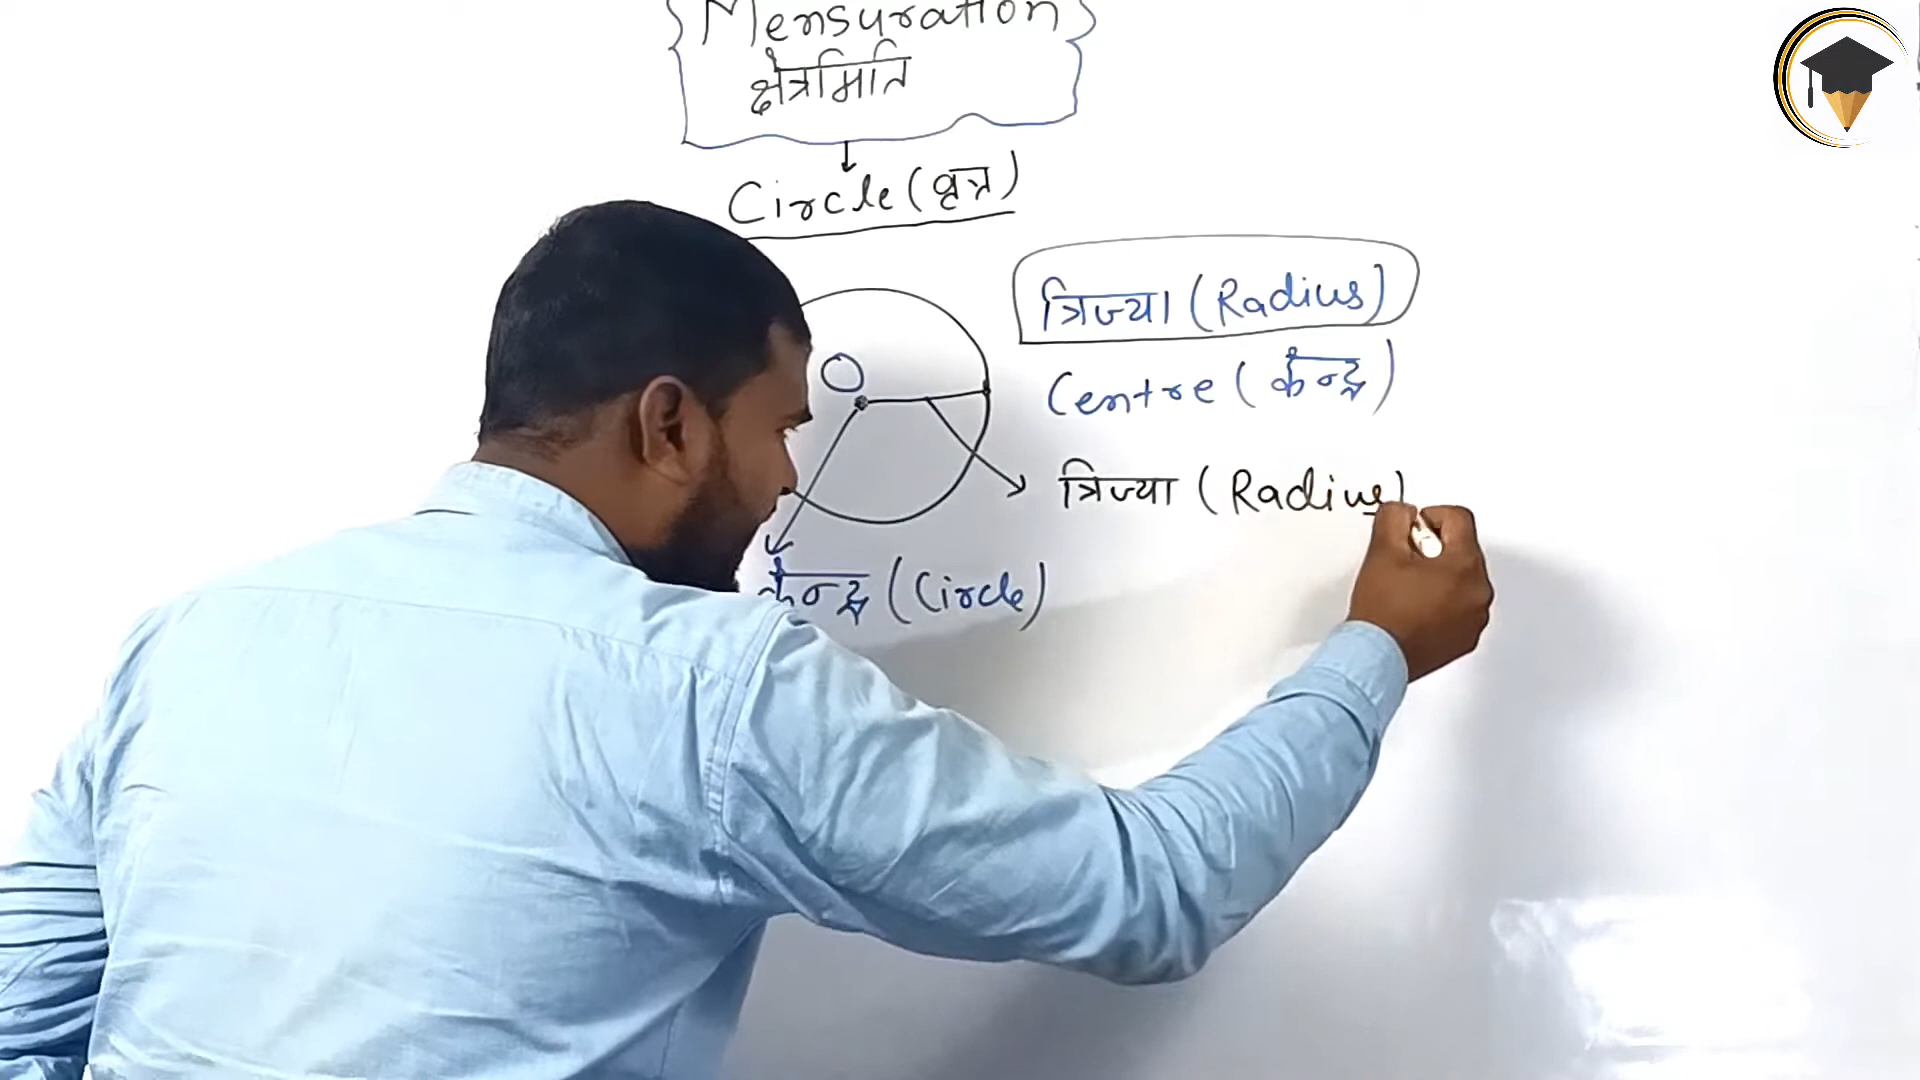 Mensuration
क्षेत्रमिति
Circle (वृत्त)
त्रिज्या (Radius)
Centre (केन्द्र)
O
त्रिज्या (Radius)
केन्द्र (Circle)